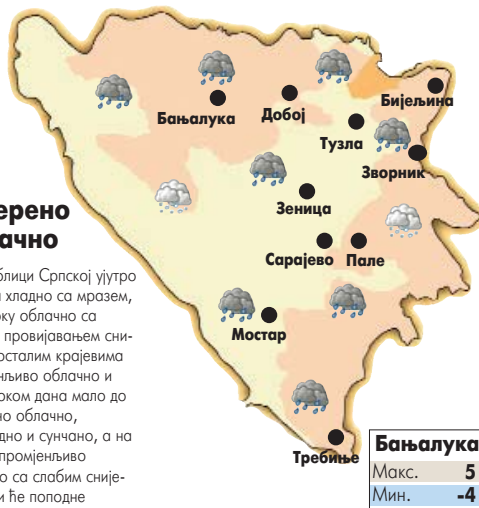 Бањалука
Добој
Бијељина
Тузла
Зворник
Зеница
Сарајево
Пале
Мостар
Требиње
ерено
ачно
блици Српској ујутро
хладно са мразем,
оку облачно са
провијавањем сни-
осталим крајевима
њиво облачно и
оком дана мало до
но облачно,
дно и сунчано, а на
промјенљиво
о са слабим снije-
и ће поподне
Бањалука
Макс. 5
Мин. -4